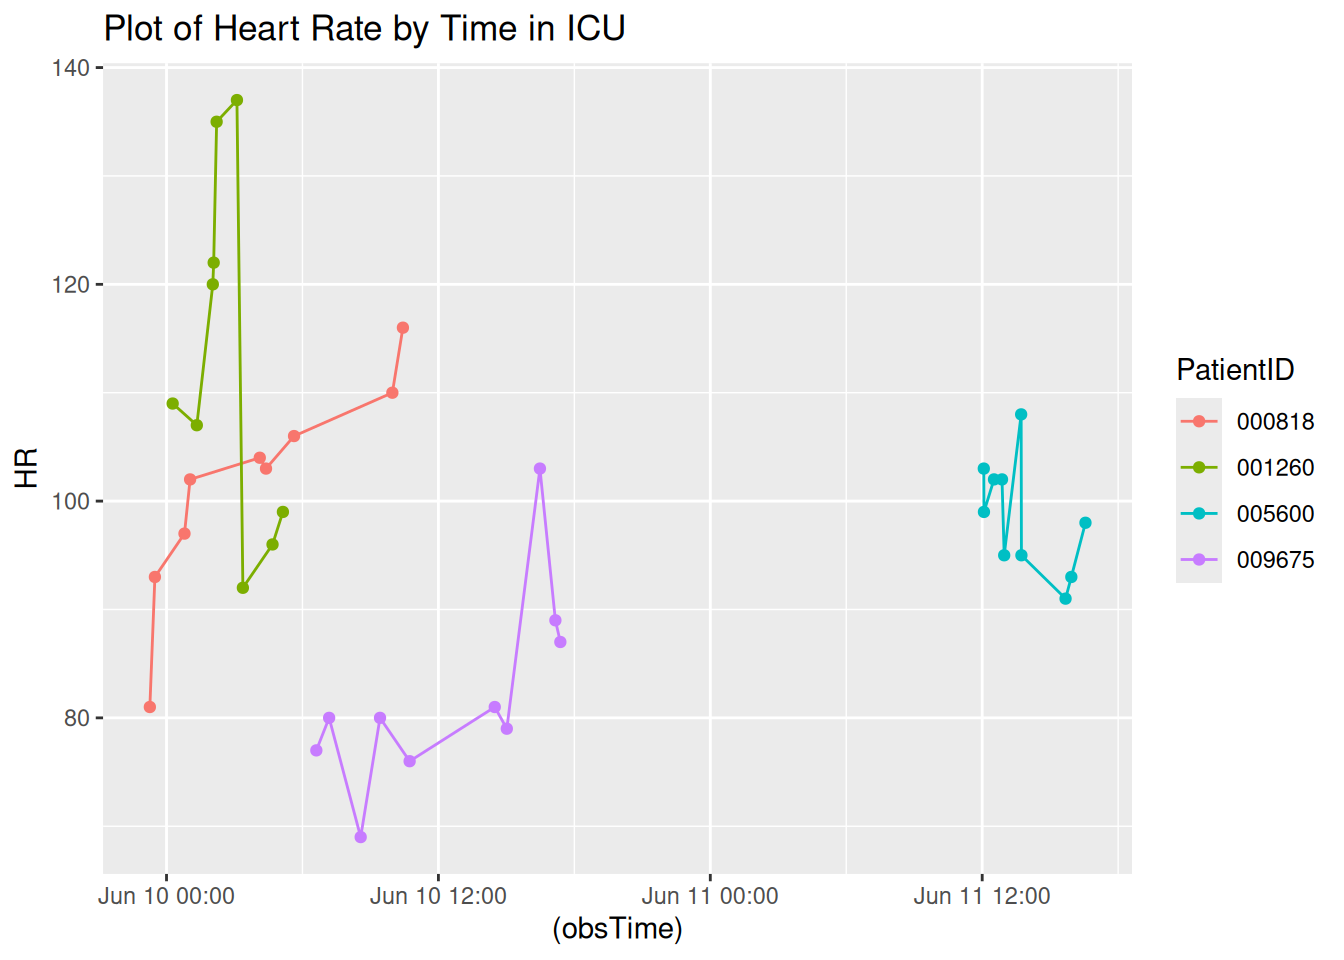 Plot of Heart Rate by Time in ICU
140
120
100
80
HR
Jun 10 00:00 Jun 10 12:00 Jun 11 00:00 Jun 11 12:00
(obsTime)
PatientID
000818
001260
005600
009675